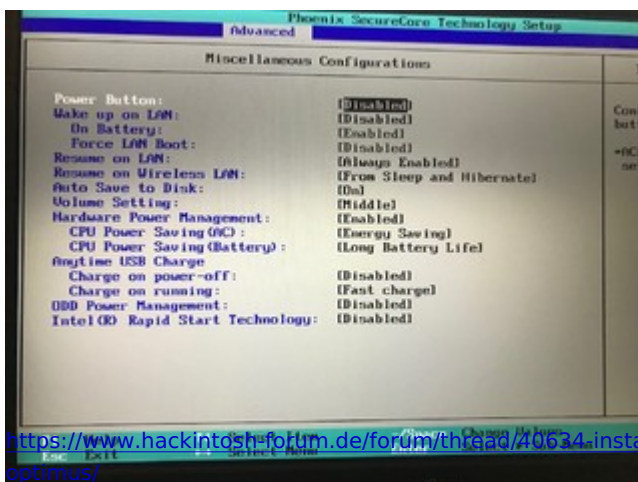 Phoenix SecureCore Technology Setup
Advanced
Miscellaneous Configurations
Power Button: [Disabled]
Wake up on LAN: [Disabled]
On Battery: [Enabled]
Force LAN Boot: [Disabled]
Resume on LAN: [Always Enabled]
Resume on Wireless LAN: [From Sleep and Hibernate]
Auto Save to Disk: [On]
Volume Setting: [Middle]
Hardware Power Management: [Enabled]
CPU Power Saving(AC): [Energy Saving]
CPU Power Saving(Battery): [Long Battery Life]
Anytime USB Charge
Charge on power-off: [Disabled]
Charge on running: [Fast charge]
ODD Power Management: [Disabled]
Intel(R) Rapid Start Technology: [Disabled]
Con
but
https://www.hackintosh-forum.de/forum/thread/40634-insta
optimus/
Esc Exit Select Menu